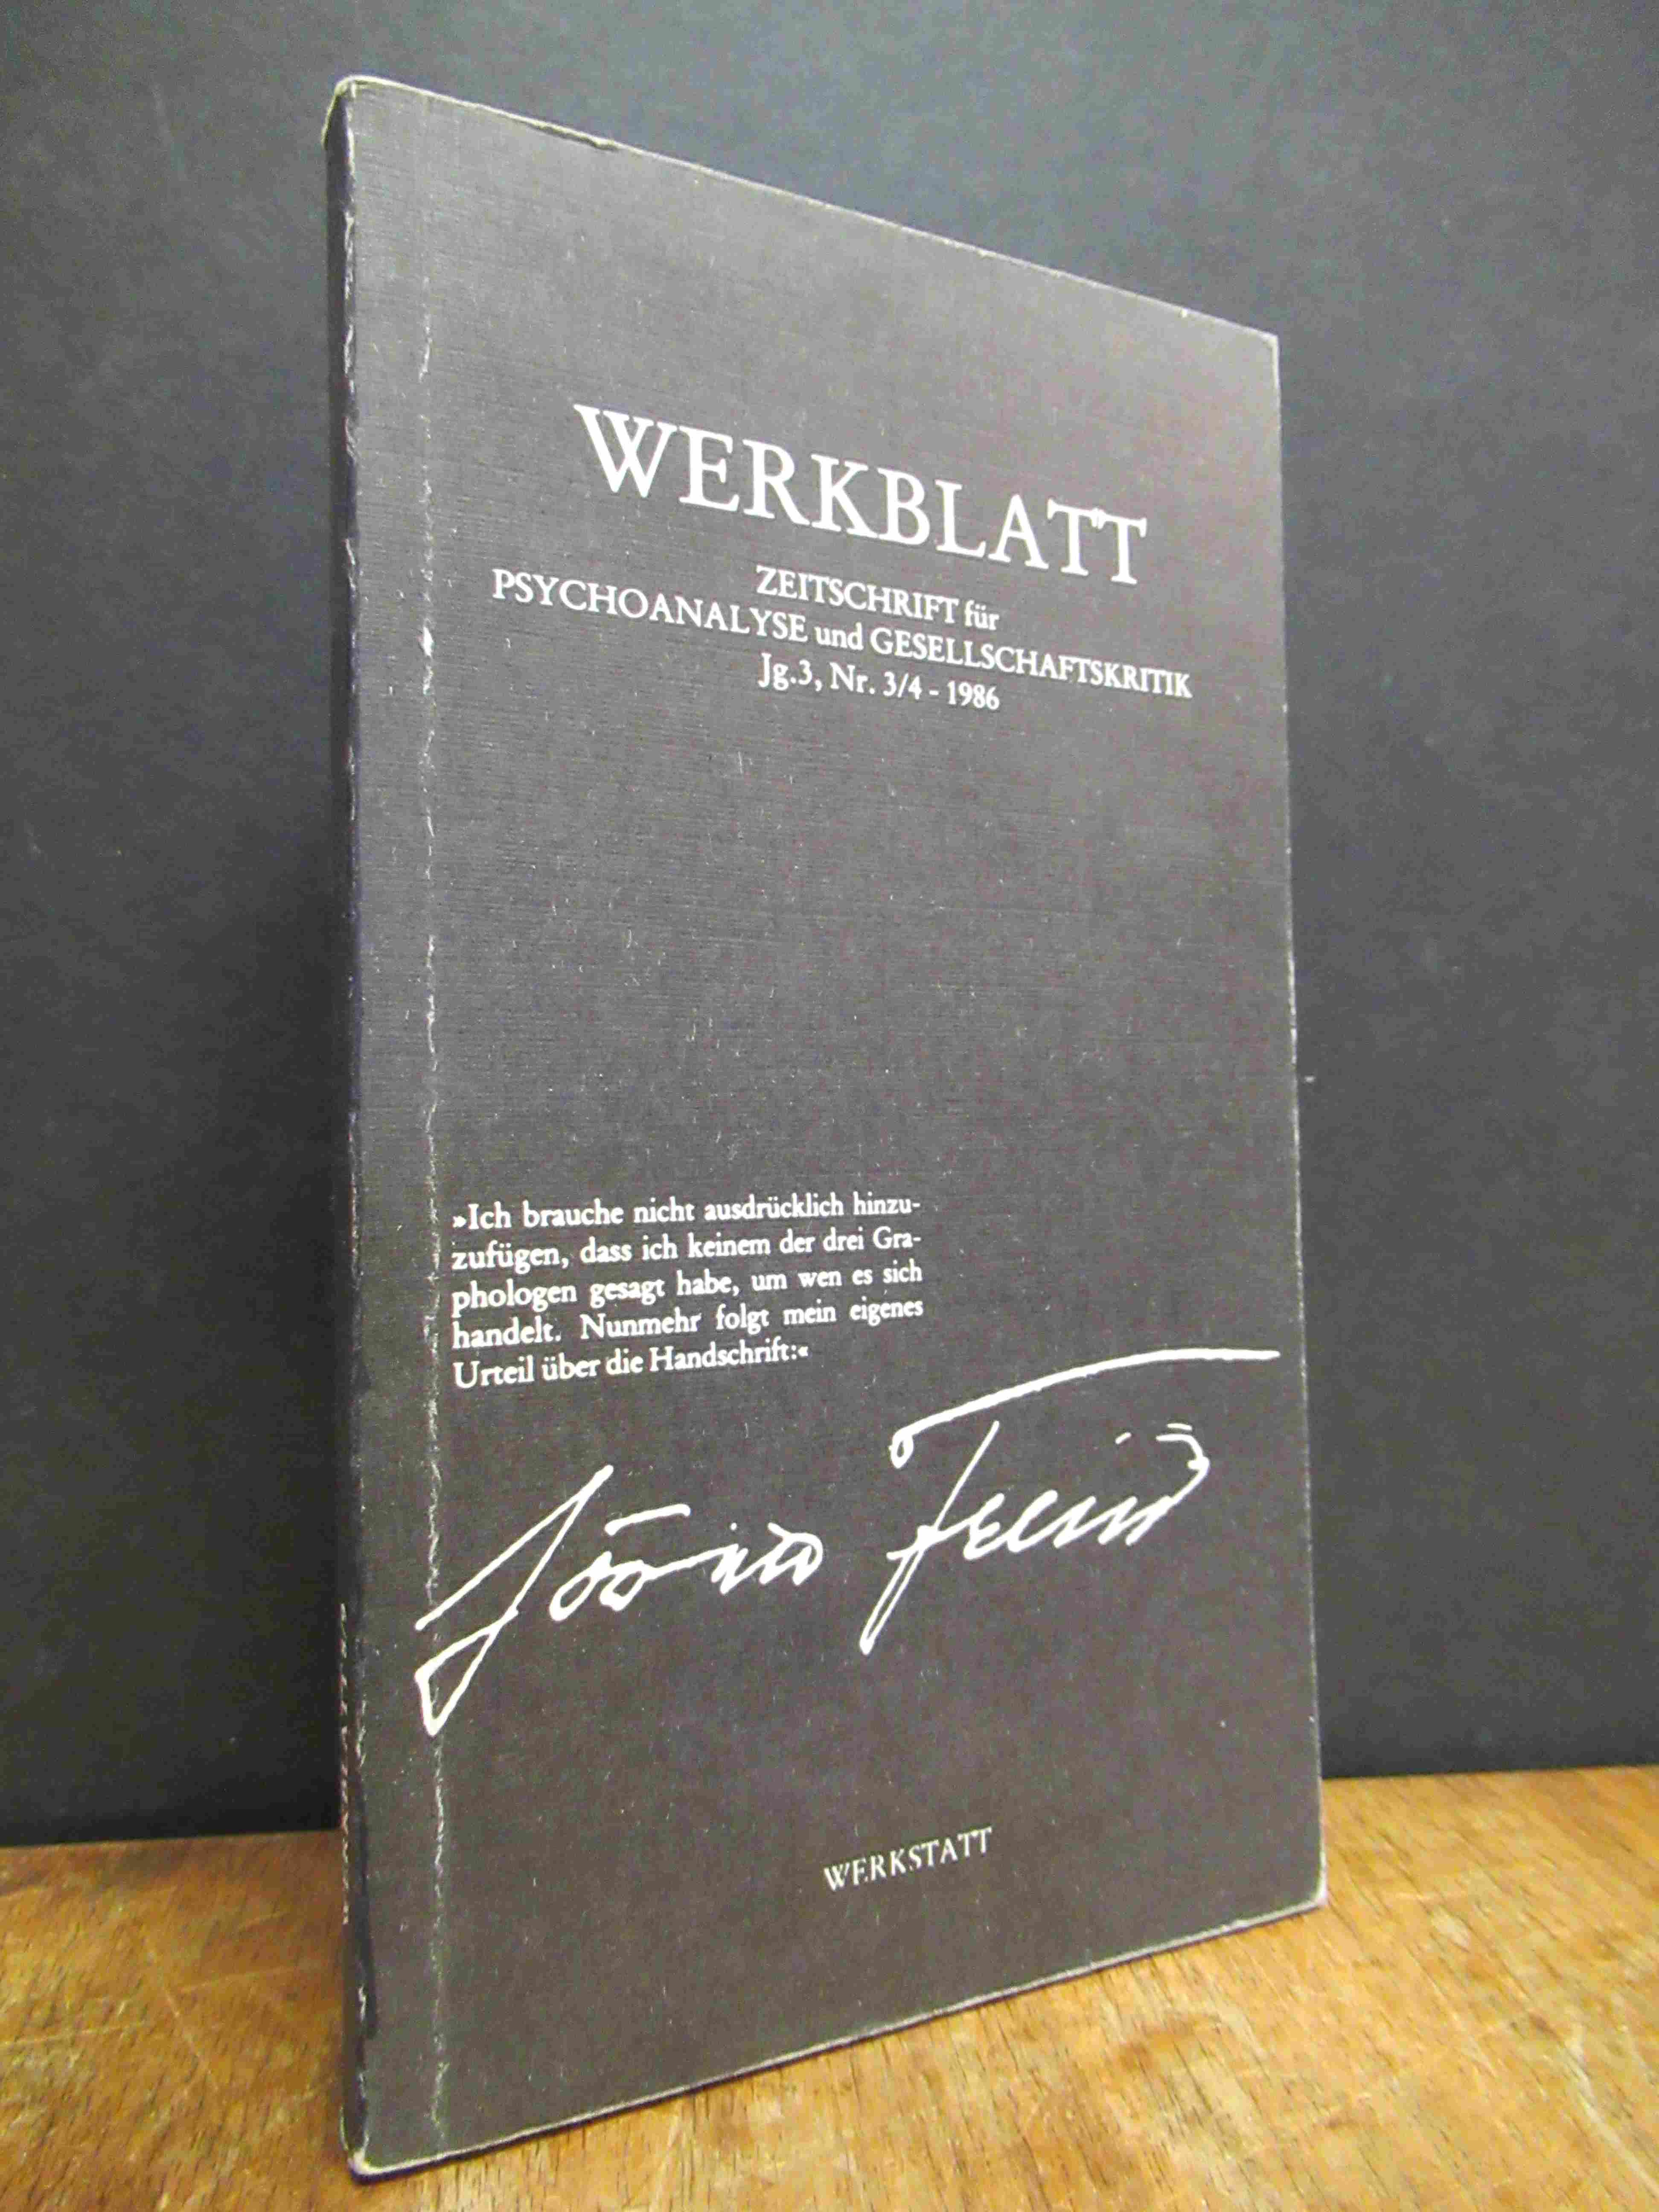 WERKBLATT
ZEITSCHRIFT für
PSYCHOANALYSE und GESELLSCHAFTSKRITIK
Jg.3, Nr. 3/4 - 1986
»Ich brauche nicht ausdrücklich hinzu-
zufügen, dass ich keinem der drei Gra-
phologen gesagt habe, um wen es sich
handelt. Nunmehr folgt mein eigenes
Urteil über die Handschrift:«
WERKSTATT